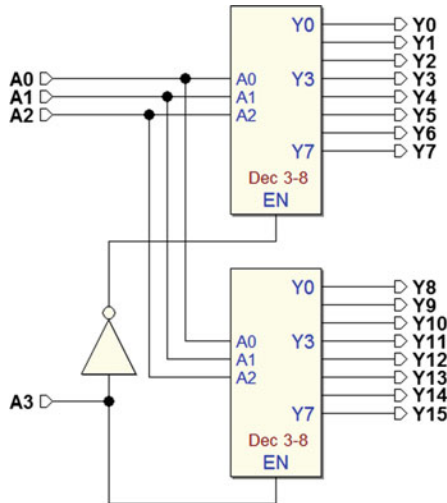 Y0 Y0
Y1
Y2
A0 A0 Y3 Y3
A1 A1 Y4
A2 A2 Y5
Y6
Y7 Y7
Dec 3-8
EN
Y0 Y8
Y9
Y10
A0 Y3 Y11
A1 Y12
A2 Y13
A3 Y14
Y7 Y15
Dec 3-8
EN